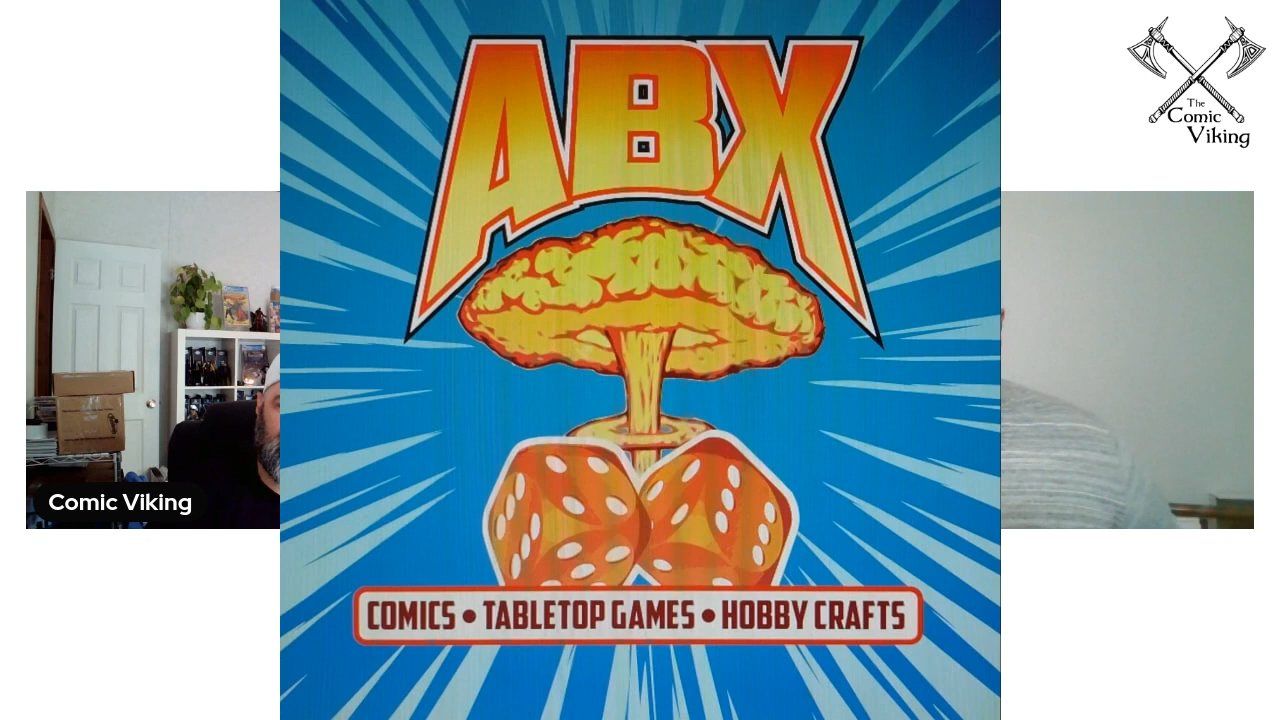 ABX
The
Comic
Viking
Comic Viking
COMICS • TABLETOP GAMES • HOBBY CRAFTS